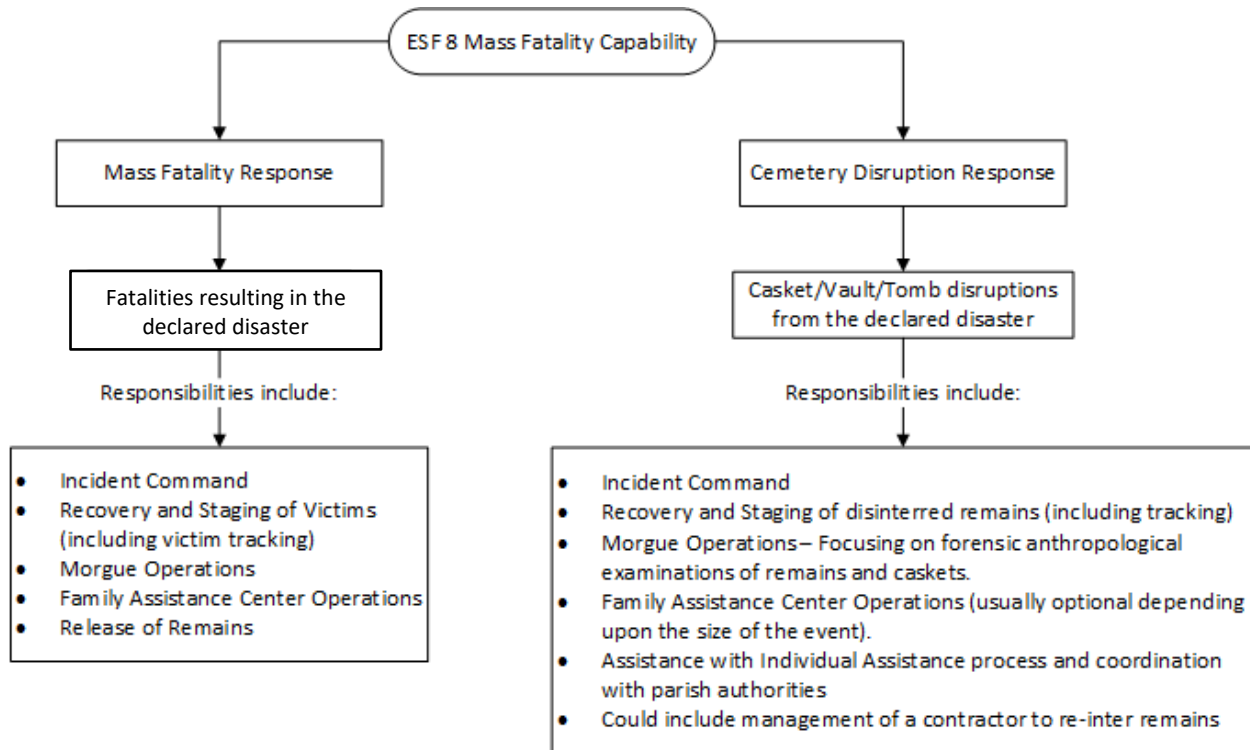 ESF 8 Mass Fatality Capability
Mass Fatality Response
Cemetery Disruption Response
Fatalities resulting in the
declared disaster
Casket/Vault/Tomb disruptions
from the declared disaster
Responsibilities include:
Responsibilities include:
● Incident Command
● Recovery and Staging of Victims
(including victim tracking)
● Morgue Operations
● Family Assistance Center Operations
● Release of Remains
● Incident Command
● Recovery and Staging of disinterred remains (including tracking)
● Morgue Operations– Focusing on forensic anthropological
examinations of remains and caskets.
● Family Assistance Center Operations (usually optional depending
upon the size of the event).
● Assistance with Individual Assistance process and coordination
with parish authorities
● Could include management of a contractor to re-inter remains